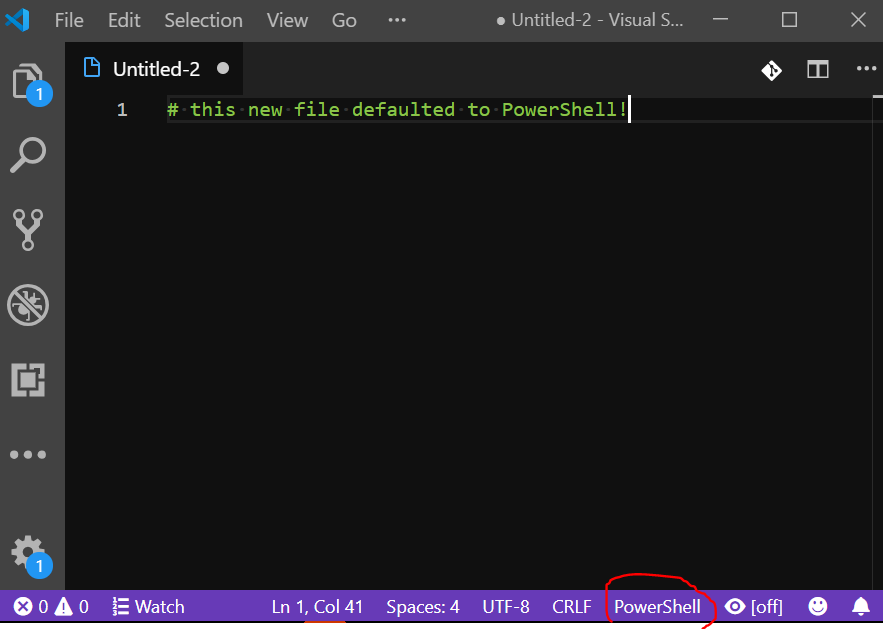 File Edit Selection View Go ··· ● Untitled-2 - Visual S...
Untitled-2 ●
1 # this new file defaulted to PowerShell!
1
1
0 0 Watch Ln 1, Col 41 Spaces: 4 UTF-8 CRLF PowerShell [off]